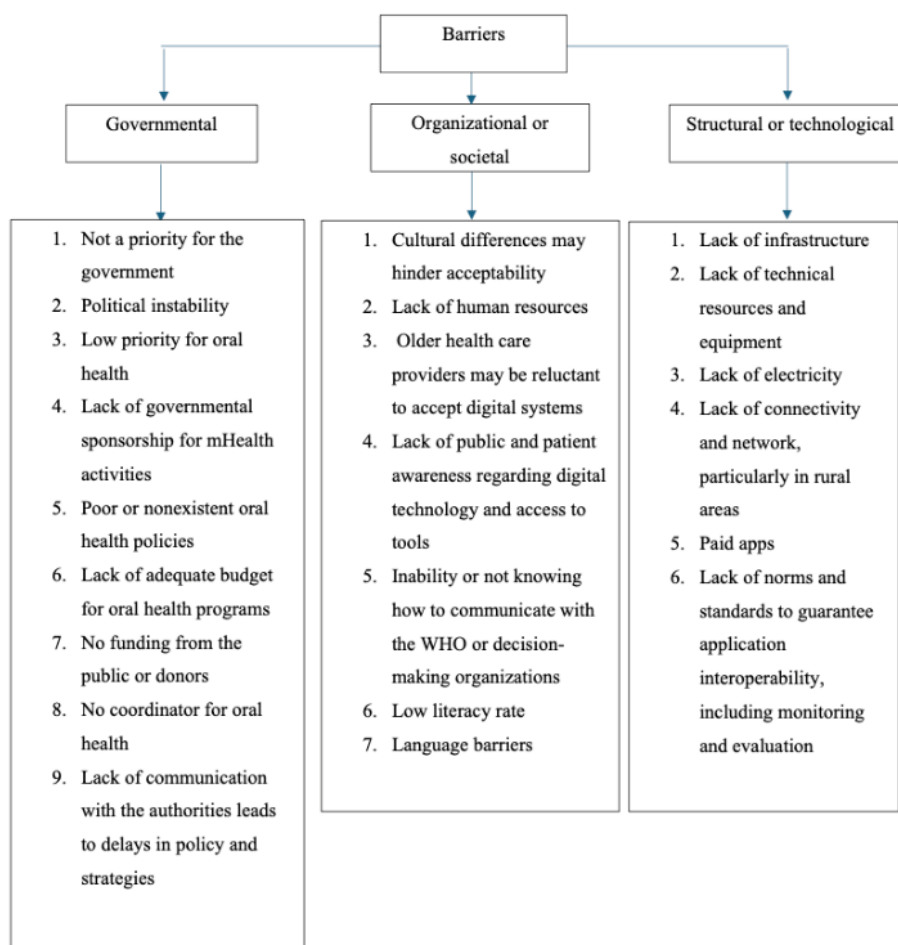 Barriers
Governmental
Organizational or
societal
Structural or technological
1. Not a priority for the
government
2. Political instability
3. Low priority for oral
health
4. Lack of governmental
sponsorship for mHealth
activities
5. Poor or nonexistent oral
health policies
6. Lack of adequate budget
for oral health programs
7. No funding from the
public or donors
8. No coordinator for oral
health
9. Lack of communication
with the authorities leads
to delays in policy and
strategies
1. Cultural differences may
hinder acceptability
2. Lack of human resources
3. Older health care
providers may be reluctant
to accept digital systems
4. Lack of public and patient
awareness regarding digital
technology and access to
tools
5. Inability or not knowing
how to communicate with
the WHO or decision-
making organizations
6. Low literacy rate
7. Language barriers
1. Lack of infrastructure
2. Lack of technical
resources and
equipment
3. Lack of electricity
4. Lack of connectivity
and network,
particularly in rural
areas
5. Paid apps
6. Lack of norms and
standards to guarantee
application
interoperability,
including monitoring
and evaluation